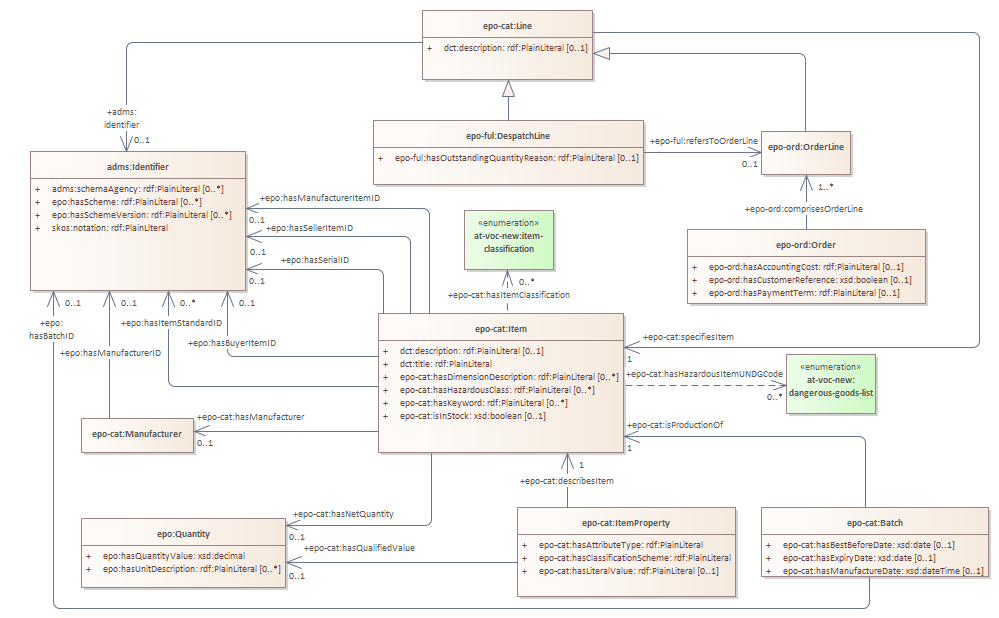 epo-cat:Line
+ dct:description: rdf:PlainLiteral [0..1]
+adms:
identifier
0..1
epo-ful:DespatchLine
+ epo-ful:hasOutstandingQuantityReason: rdf:PlainLiteral [0..1]
+epo-ful:refersToOrderLine
0..1
epo-ord:OrderLine
1..*
+epo-ord:comprisesOrderLine
epo-ord:Order
+ epo-ord:hasAccountingCost: rdf:PlainLiteral [0..1]
+ epo-ord:hasCustomerReference: xsd:boolean [0..1]
+ epo-ord:hasPaymentTerm: rdf:PlainLiteral [0..1]
adms:Identifier
+ adms:schemaAgency: rdf:PlainLiteral [0..*]
+ epo:hasScheme: rdf:PlainLiteral [0..*]
+ epo:hasSchemeVersion: rdf:PlainLiteral [0..*]
+ skos:notation: rdf:PlainLiteral
+epo:hasManufacturerItemID
0..1
+epo:hasSellerItemID
0..1
+epo:hasSerialID
0..1
«enumeration»
at-voc-new:item-
classification
0..*
+epo-cat:hasItemClassification
0..1
+epo:
hasBatchID
0..1
+epo:hasManufacturerID
0..*
+epo:hasItemStandardID
0..1
+epo:hasBuyerItemID
epo-cat:Item
+ dct:description: rdf:PlainLiteral [0..1]
+ dct:title: rdf:PlainLiteral
+ epo-cat:hasDimensionDescription: rdf:PlainLiteral [0..*]
+ epo-cat:hasHazardousClass: rdf:PlainLiteral [0..*]
+ epo-cat:hasKeyword: rdf:PlainLiteral [0..*]
+ epo-cat:isInStock: xsd:boolean [0..1]
+epo-cat:specifiesItem
1
+epo-cat:hasHazardousItemUNDGCode
0..*
«enumeration»
at-voc-new:
dangerous-goods-list
+epo-cat:isProductionOf
1
epo-cat:Manufacturer
+epo-cat:hasManufacturer
0..1
1
+epo-cat:describesItem
+epo-cat:hasNetQuantity
0..1
+epo-cat:hasQualifiedValue
0..1
epo:Quantity
+ epo:hasQuantityValue: xsd:decimal
+ epo:hasUnitDescription: rdf:PlainLiteral [0..*]
epo-cat:ItemProperty
+ epo-cat:hasAttributeType: rdf:PlainLiteral
+ epo-cat:hasClassificationScheme: rdf:PlainLiteral
+ epo-cat:hasLiteralValue: rdf:PlainLiteral [0..1]
epo-cat:Batch
+ epo-cat:hasBestBeforeDate: xsd:date [0..1]
+ epo-cat:hasExpiryDate: xsd:date [0..1]
+ epo-cat:hasManufactureDate: xsd:dateTime [0..1]